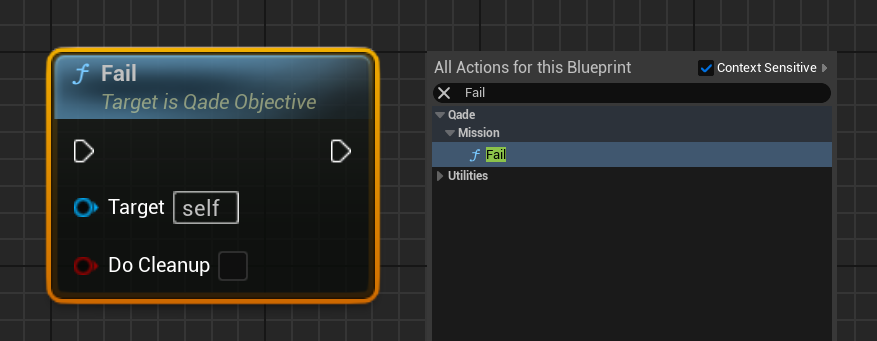 Fail
Target is Qade Objective
Target self
Do Cleanup
All Actions for this Blueprint
Context Sensitive
Fail
Qade
Mission
Fail
Utilities